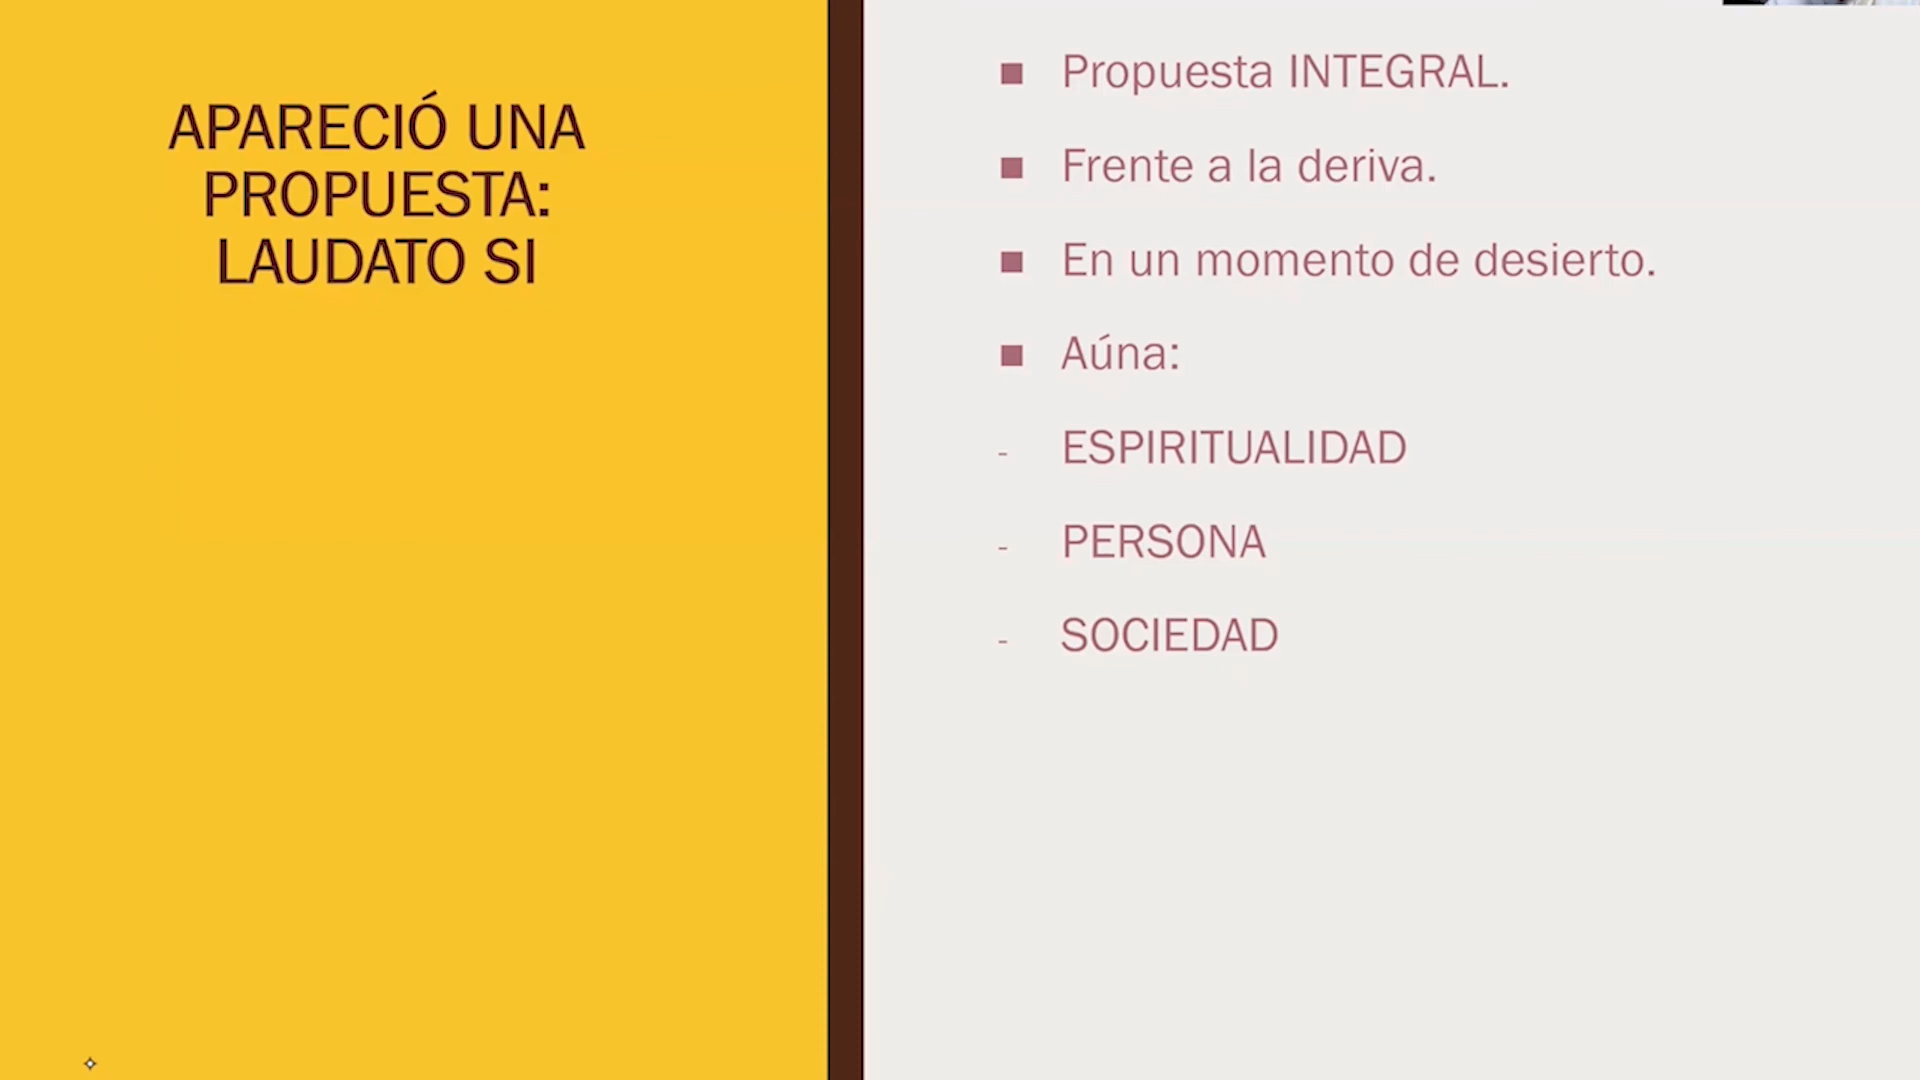 APARECIÓ UNA
PROPUESTA:
LAUDATO SI
■ Propuesta INTEGRAL.
■ Frente a la deriva.
■ En un momento de desierto.
■ Aúna:
- ESPIRITUALIDAD
- PERSONA
- SOCIEDAD